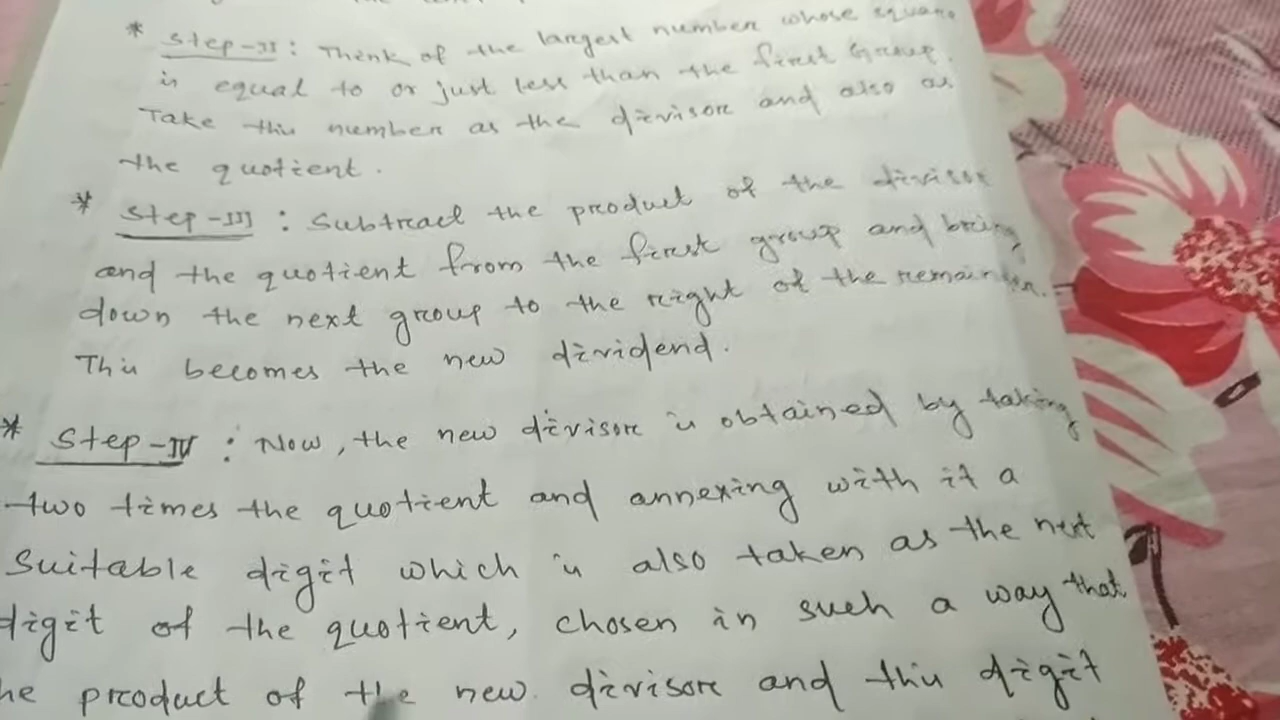 * Step-II : Think of the largest number whose square
is equal to or just less than the first Group.
Take this number as the divisor and also as
the quotient.
* Step-III : Subtract the product of the divisor
and the quotient from the first group and bring
down the next group to the right of the remainder.
This becomes the new dividend.
* Step-IV : Now, the new divisor is obtained by taking
two times the quotient and annexing with it a
Suitable digit which is also taken as the next
digit of the quotient, chosen in such a way that
he product of the new divisor and this digit